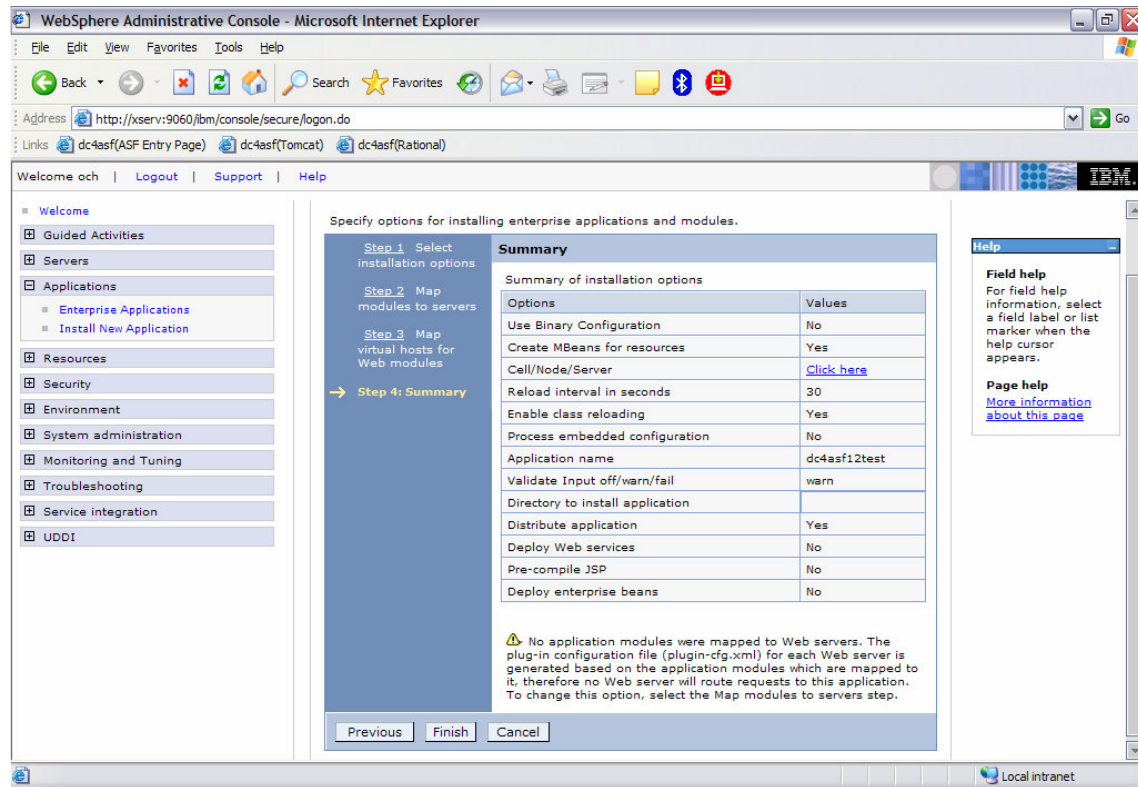 WebSphere Administrative Console - Microsoft Internet Explorer
File Edit View Favorites Tools Help
Back Search Favorites
Address http://xserv:9060/ibm/console/secure/logon.do Go
Links dc4asf(ASF Entry Page) dc4asf(Tomcat) dc4asf(Rational)
Welcome och | Logout | Support | Help
IBM.
Welcome
Guided Activities
Servers
Applications
Enterprise Applications
Install New Application
Resources
Security
Environment
System administration
Monitoring and Tuning
Troubleshooting
Service integration
UDDI
Specify options for installing enterprise applications and modules.
Step 1 Select
installation options
Step 2 Map
modules to servers
Step 3 Map
virtual hosts for
Web modules
Step 4: Summary
Summary
Summary of installation options
Options Values
Use Binary Configuration No
Create MBeans for resources Yes
Cell/Node/Server Click here
Reload interval in seconds 30
Enable class reloading Yes
Process embedded configuration No
Application name dc4asf12test
Validate Input off/warn/fail warn
Directory to install application
Distribute application Yes
Deploy Web services No
Pre-compile JSP No
Deploy enterprise beans No
No application modules were mapped to Web servers. The
plug-in configuration file (plugin-cfg.xml) for each Web server is
generated based on the application modules which are mapped to
it, therefore no Web server will route requests to this application.
To change this option, select the Map modules to servers step.
Previous Finish Cancel
Help
Field help
For field help
information, select
a field label or list
marker when the
help cursor
appears.
Page help
More information
about this page
Local intranet